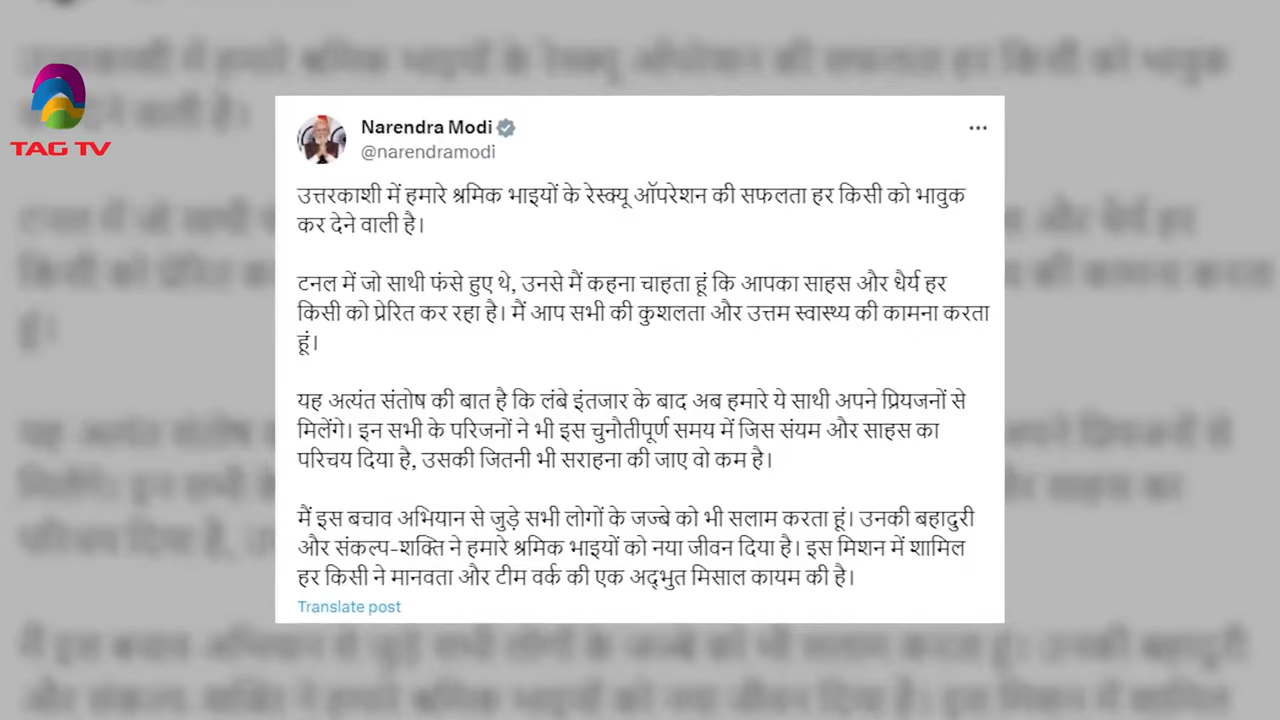 TAG TV
Narendra Modi
@narendramodi
उत्तरकाशी में हमारे श्रमिक भाइयों के रेस्क्यू ऑपरेशन की सफलता हर किसी को भावुक
कर देने वाली है।
टनल में जो साथी फंसे हुए थे, उनसे मैं कहना चाहता हूं कि आपका साहस और धैर्य हर
किसी को प्रेरित कर रहा है। मैं आप सभी की कुशलता और उत्तम स्वास्थ्य की कामना करता
हूं।
यह अत्यंत संतोष की बात है कि लंबे इंतजार के बाद अब हमारे ये साथी अपने प्रियजनों से
मिलेंगे। इन सभी के परिजनों ने भी इस चुनौतीपूर्ण समय में जिस संयम और साहस का
परिचय दिया है, उसकी जितनी भी सराहना की जाए वो कम है।
मैं इस बचाव अभियान से जुड़े सभी लोगों के जज्बे को भी सलाम करता हूं। उनकी बहादुरी
और संकल्प-शक्ति ने हमारे श्रमिक भाइयों को नया जीवन दिया है। इस मिशन में शामिल
हर किसी ने मानवता और टीम वर्क की एक अद्भुत मिसाल कायम की है।
Translate post